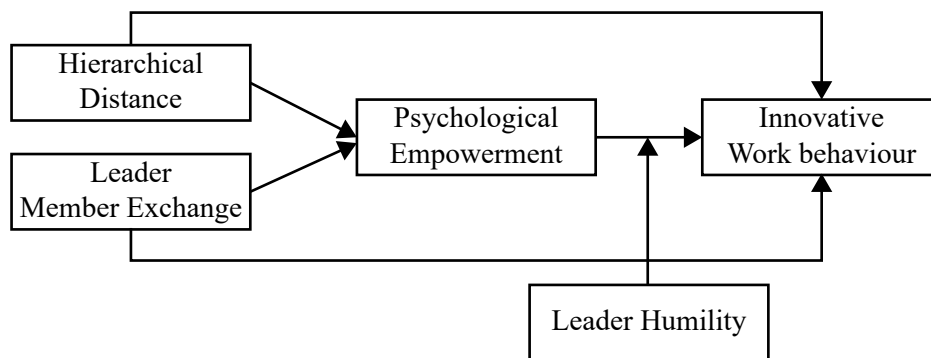 Hierarchical
Distance
Psychological
Empowerment
Innovative
Work behaviour
Leader
Member Exchange
Leader Humility